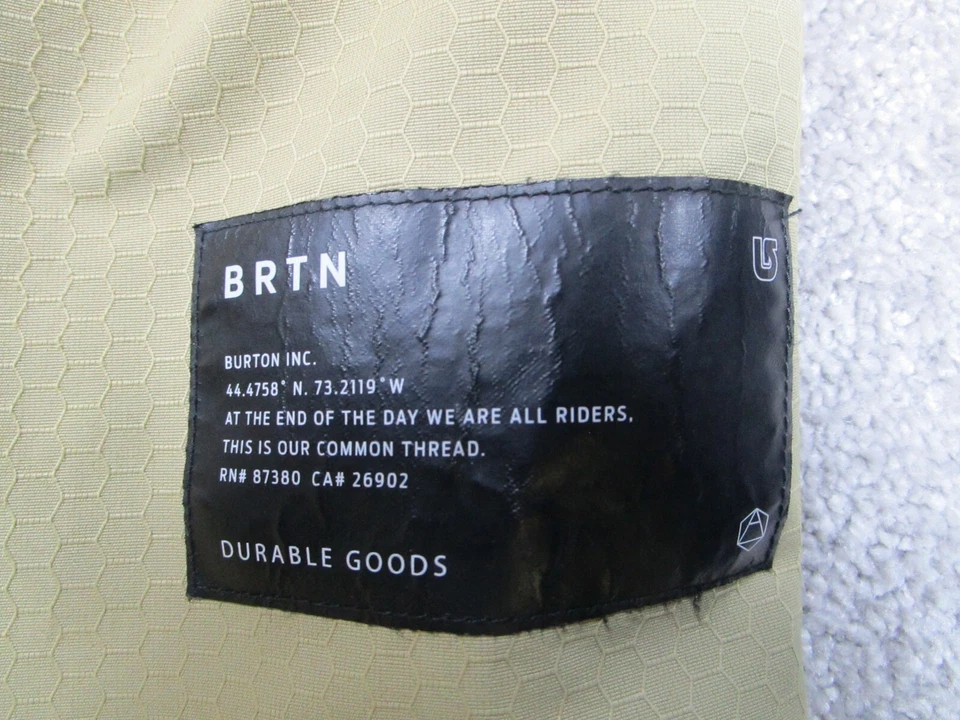 BRTN
BURTON INC.
44.4758° N. 73.2119°W
AT THE END OF THE DAY WE ARE ALL RIDERS,
THIS IS OUR COMMON THREAD.
RN# 87380 CA# 26902
DURABLE GOODS